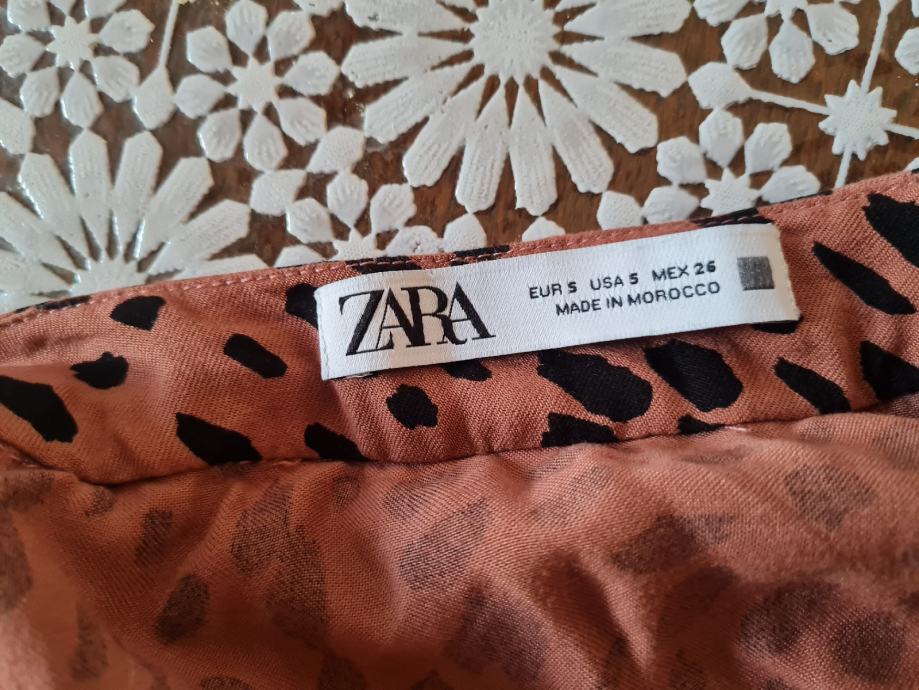 ZARA
EUR S USA S MEX 26
MADE IN MOROCCO